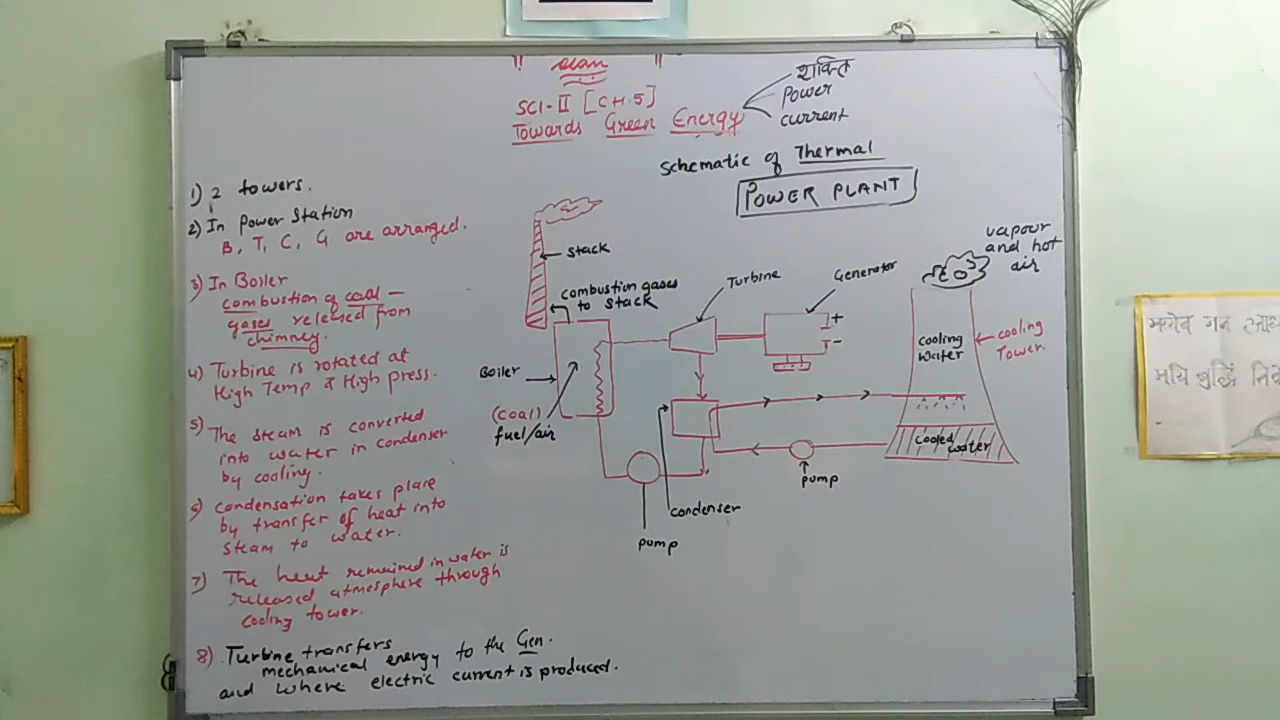 SCI-II [CH.5]
Towards Green Energy
शक्ति
Power
current
Schematic of Thermal
POWER PLANT
1) 2 towers.
2) In Power Station
B, T, C, G are arranged.
3) In Boiler
combustion of coal -
gases released from
chimney.
4) Turbine is rotated at
High Temp & High press.
5) The steam is converted
into water in condenser
by cooling.
6) condensation takes place
by transfer of heat into
steam to water.
7) The heat remained in water is
released atmosphere through
cooling tower.
8) Turbine transfers
mechanical energy to the Gen.
and where electric current is produced.
stack
combustion gases
to stack
Boiler
(coal)
fuel/air
Turbine
Generator
+
-
condenser
pump
pump
vapour
and hot
air
cooling
water
cooling
Tower.
cooled water